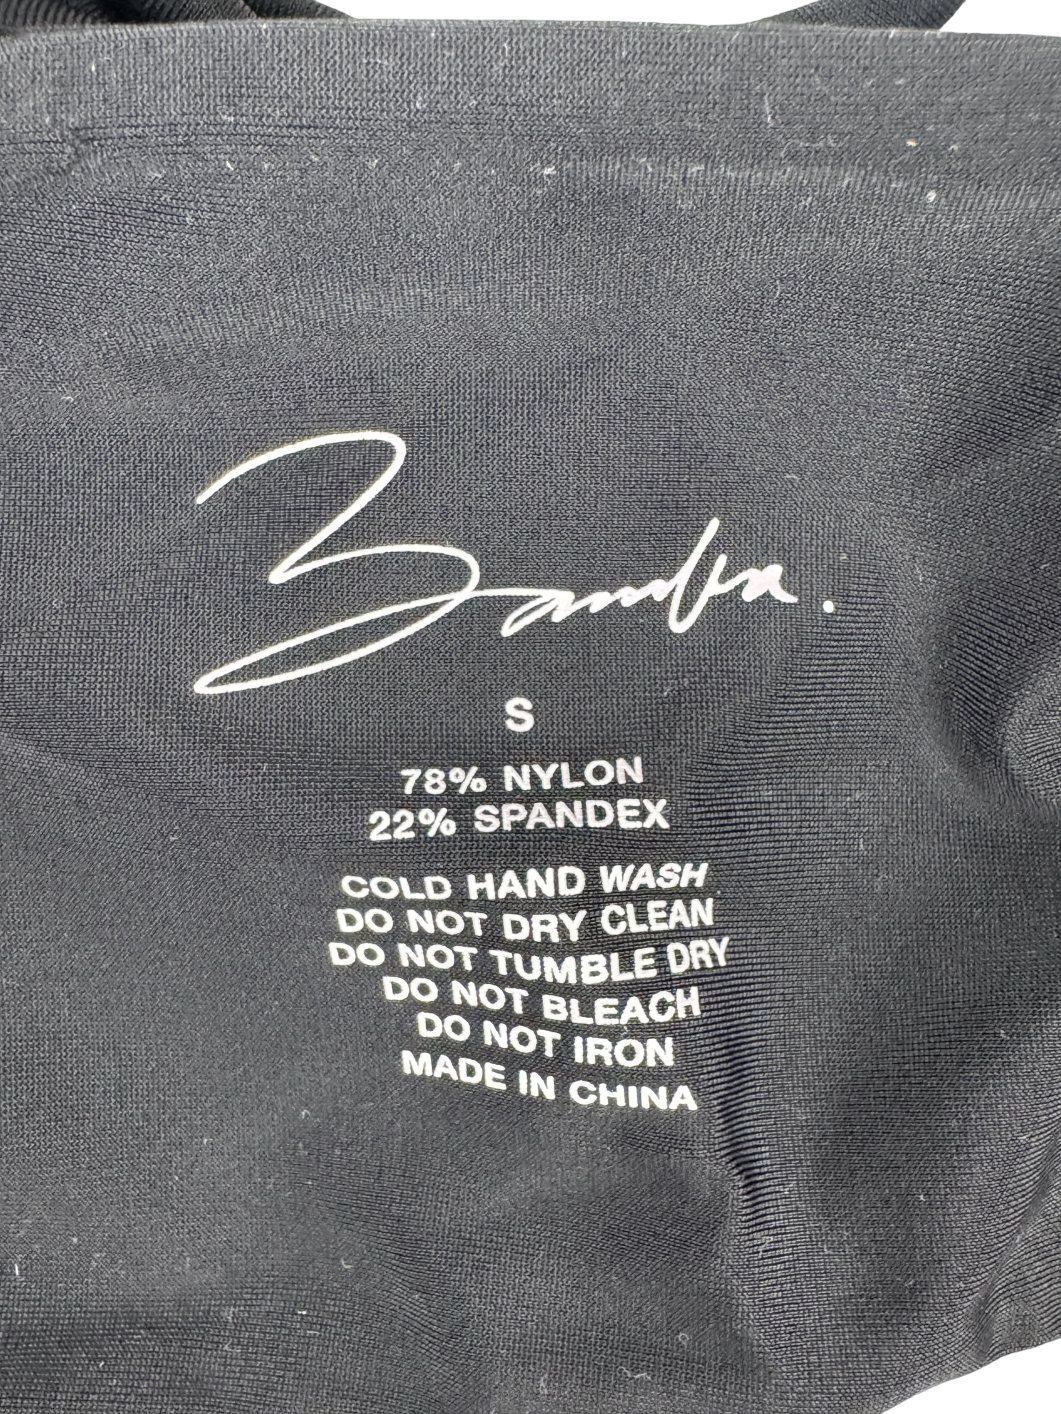 S
78% NYLON
22% SPANDEX
COLD HAND WASH
DO NOT DRY CLEAN
DO NOT TUMBLE DRY
DO NOT BLEACH
DO NOT IRON
MADE IN CHINA